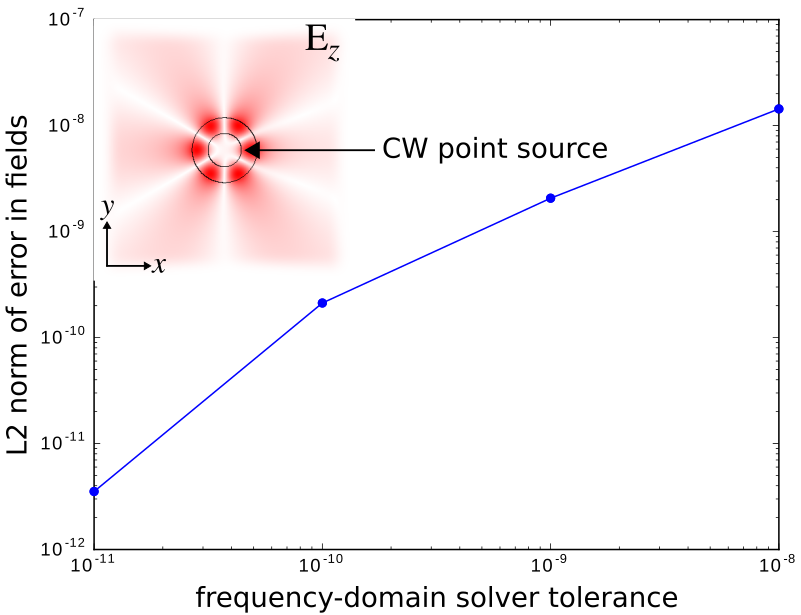 E_z
CW point source
y
x
L2 norm of error in fields
10^-7
10^-8
10^-9
10^-10
10^-11
10^-12
10^-11 10^-10 10^-9 10^-8
frequency-domain solver tolerance